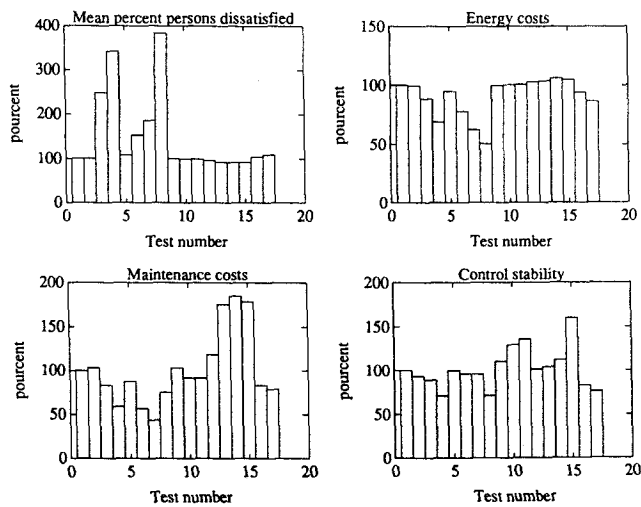 Mean percent persons dissatisfied
400
300
200
100
0
pourcent
0 5 10 15 20
Test number
Energy costs
150
100
50
0
pourcent
0 5 10 15 20
Test number
Maintenance costs
200
150
100
50
0
pourcent
0 5 10 15 20
Test number
Control stability
200
150
100
50
0
pourcent
0 5 10 15 20
Test number